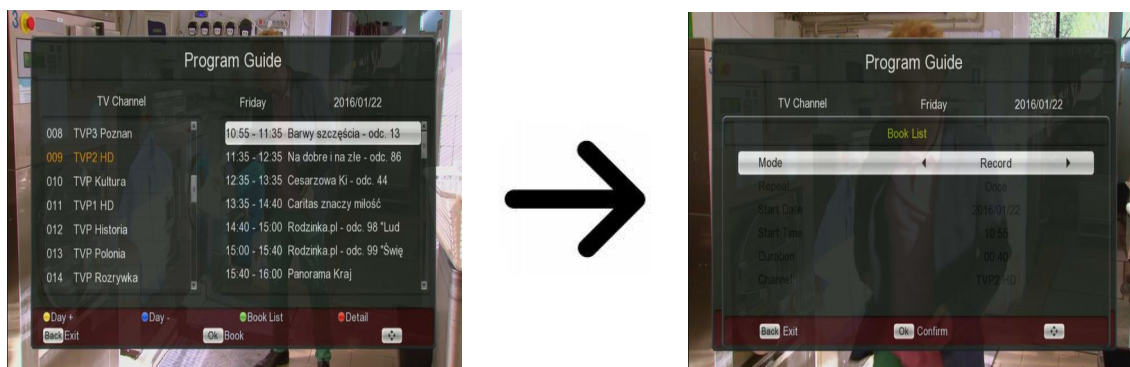 Program Guide
TV Channel Friday 2016/01/22
008 TVP3 Poznan 10:55 - 11:35 Barwy szczęścia - odc. 13
009 TVP2 HD 11:35 - 12:35 Na dobre i na złe - odc. 86
010 TVP Kultura 12:35 - 13:35 Cesarzowa Ki - odc. 44
011 TVP1 HD 13:35 - 14:40 Caritas znaczy miłość
012 TVP Historia 14:40 - 15:00 Rodzinka.pl - odc. 98 "Lud
013 TVP Polonia 15:00 - 15:40 Rodzinka.pl - odc. 99 "Świę
014 TVP Rozrywka 15:40 - 16:00 Panorama Kraj
Day + Day - Book List Detail
Back Exit Ok Book
Program Guide
TV Channel Friday 2016/01/22
Book List
Mode Record
Repeat Once
Start Date 2016/01/22
Start Time 10:55
Duration 00:40
Channel TVP2 HD
Back Exit Ok Confirm